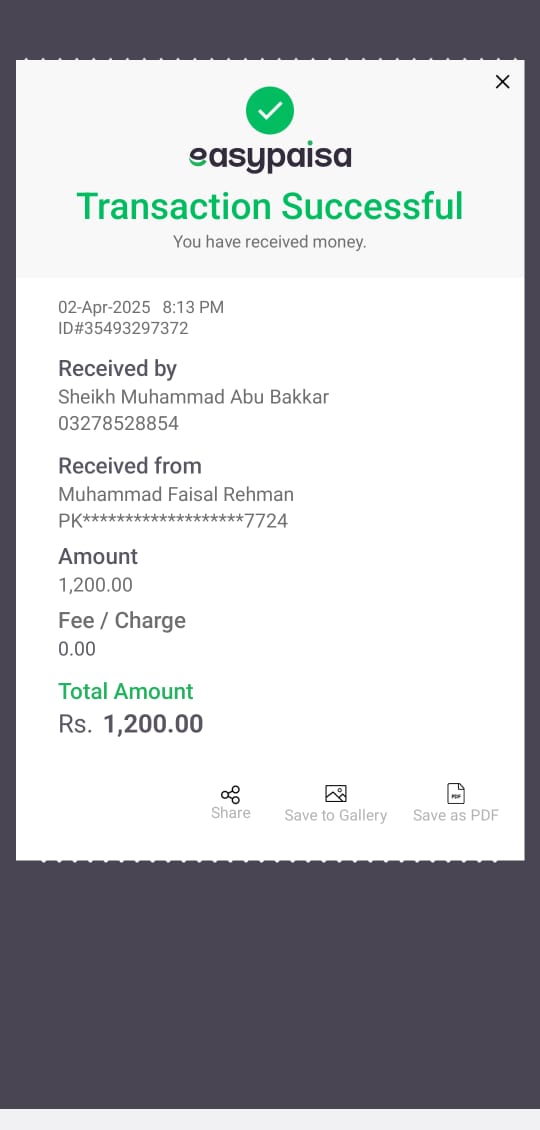 easypaisa
Transaction Successful
You have received money.
02-Apr-2025 8:13 PM
ID#35493297372
Received by
Sheikh Muhammad Abu Bakkar
03278528854
Received from
Muhammad Faisal Rehman
PK*******************7724
Amount
1,200.00
Fee / Charge
0.00
Total Amount
Rs. 1,200.00
Share
Save to Gallery
PDF
Save as PDF